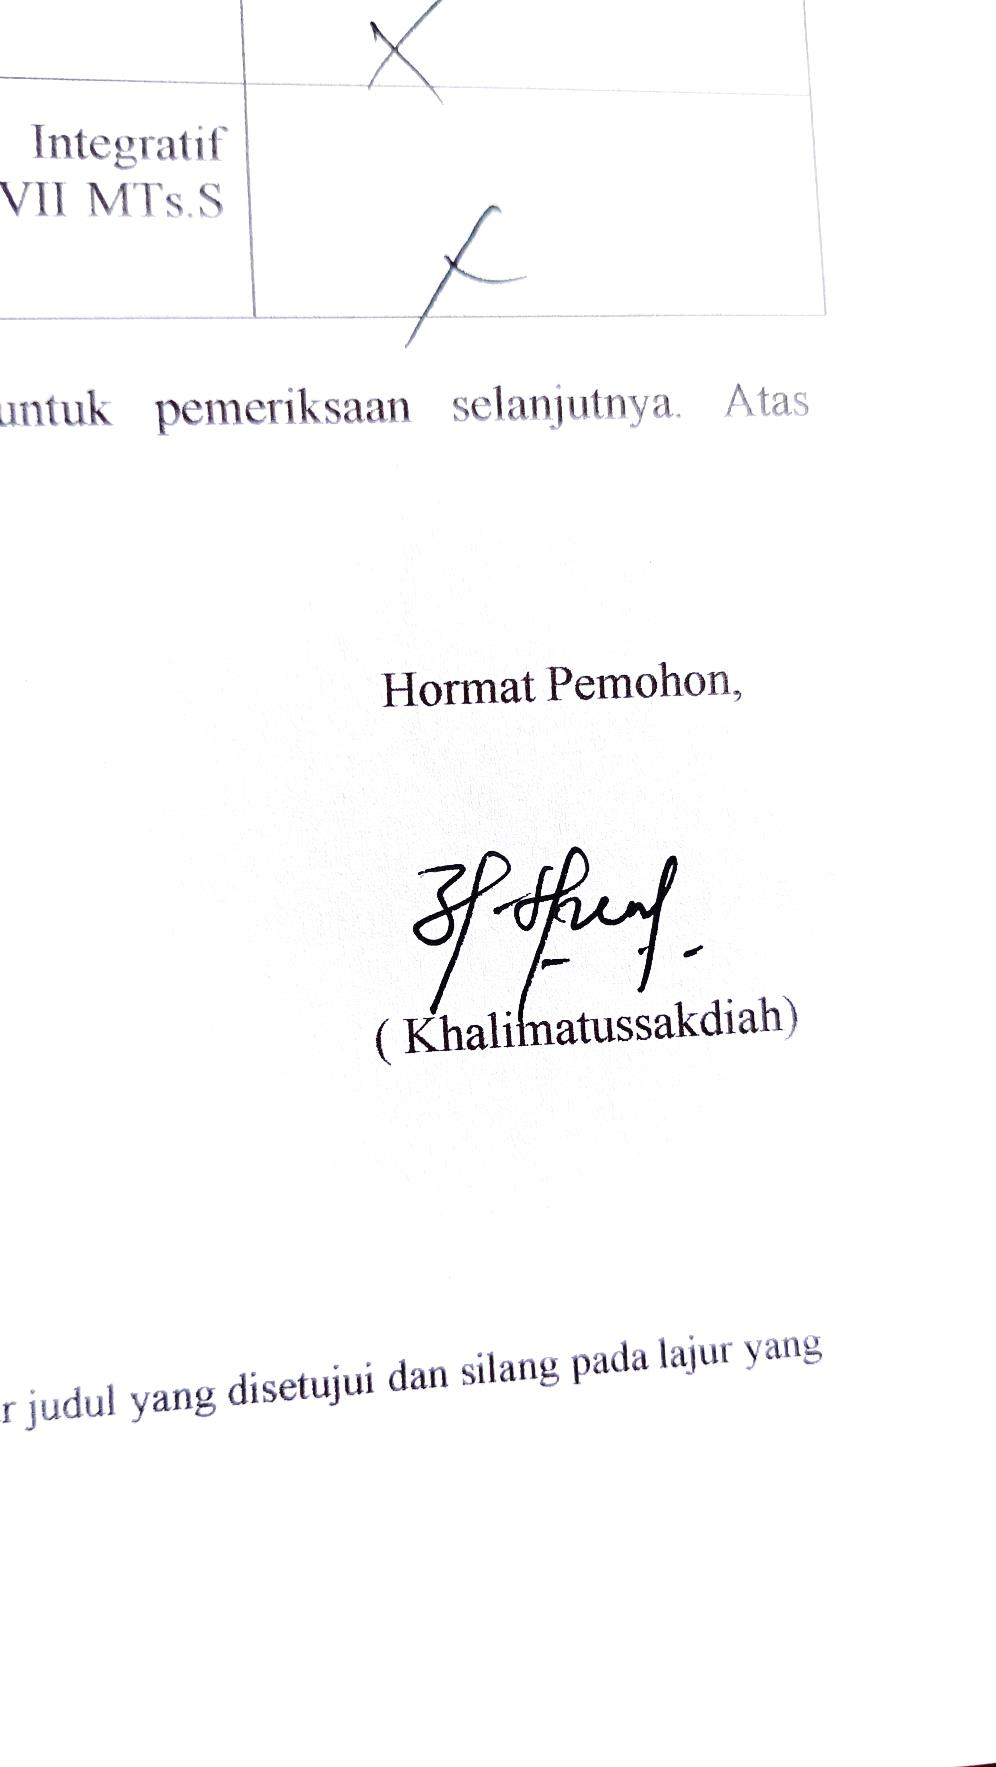 Integratif
VII MTs.S
untuk pemeriksaan selanjutnya. Atas
Hormat Pemohon,
( Khalimatussakdiah)
r judul yang disetujui dan silang pada lajur yang